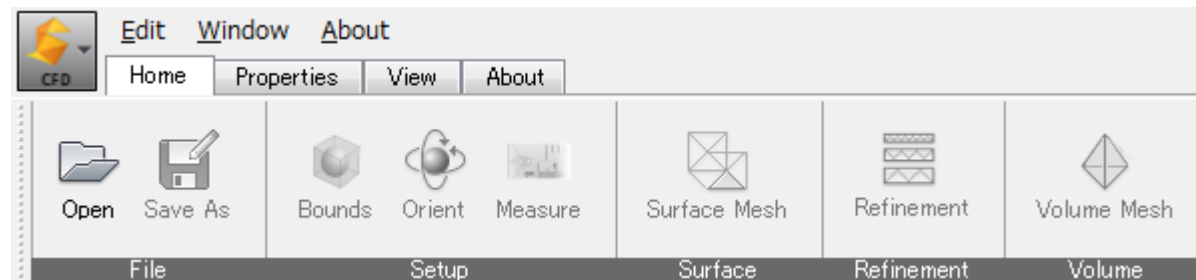 Edit Window About
CFD
Home Properties View About
Open Save As Bounds Orient Measure Surface Mesh Refinement Volume Mesh
File Setup Surface Refinement Volume